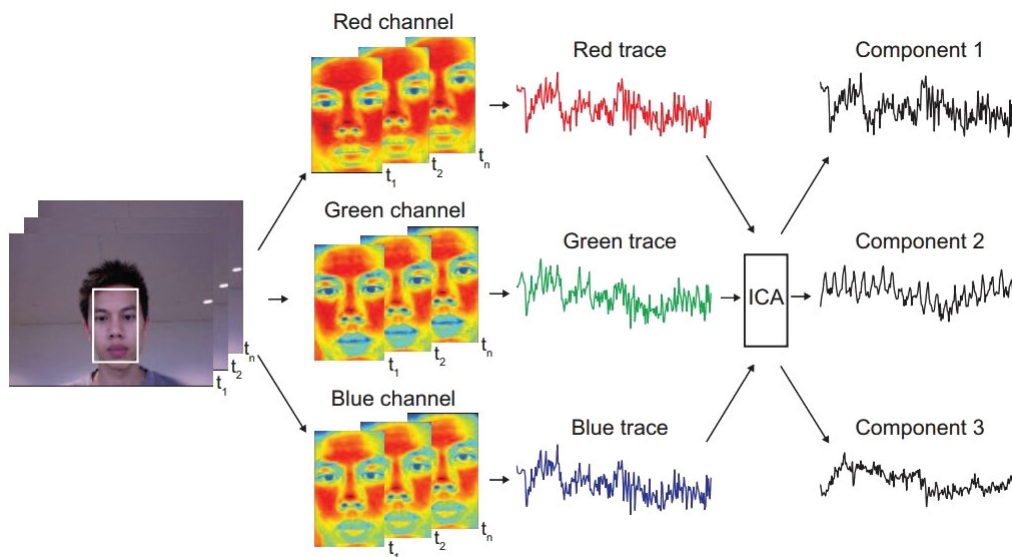 Red channel
t1
t2
tn
Red trace
Component 1
t1
t2
tn
Green channel
t1
t2
tn
Green trace
ICA
Component 2
Blue channel
t1
t2
tn
Blue trace
Component 3